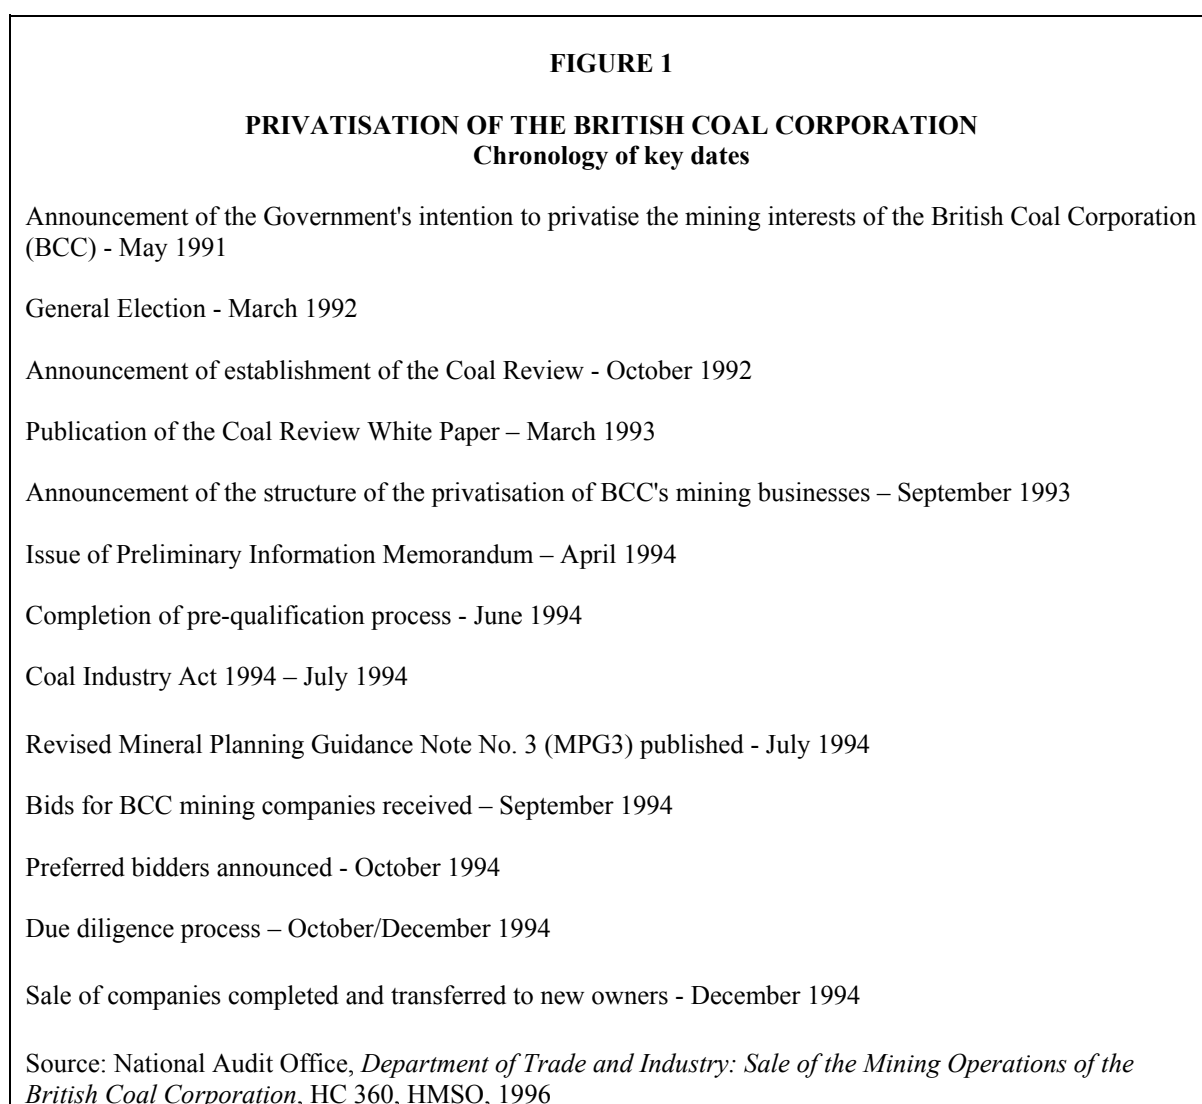 FIGURE 1
PRIVATISATION OF THE BRITISH COAL CORPORATION
Chronology of key dates
Announcement of the Government's intention to privatise the mining interests of the British Coal Corporation
(BCC) - May 1991
General Election - March 1992
Announcement of establishment of the Coal Review - October 1992
Publication of the Coal Review White Paper – March 1993
Announcement of the structure of the privatisation of BCC's mining businesses – September 1993
Issue of Preliminary Information Memorandum – April 1994
Completion of pre-qualification process - June 1994
Coal Industry Act 1994 – July 1994
Revised Mineral Planning Guidance Note No. 3 (MPG3) published - July 1994
Bids for BCC mining companies received – September 1994
Preferred bidders announced - October 1994
Due diligence process – October/December 1994
Sale of companies completed and transferred to new owners - December 1994
Source: National Audit Office, Department of Trade and Industry: Sale of the Mining Operations of the
British Coal Corporation, HC 360, HMSO, 1996